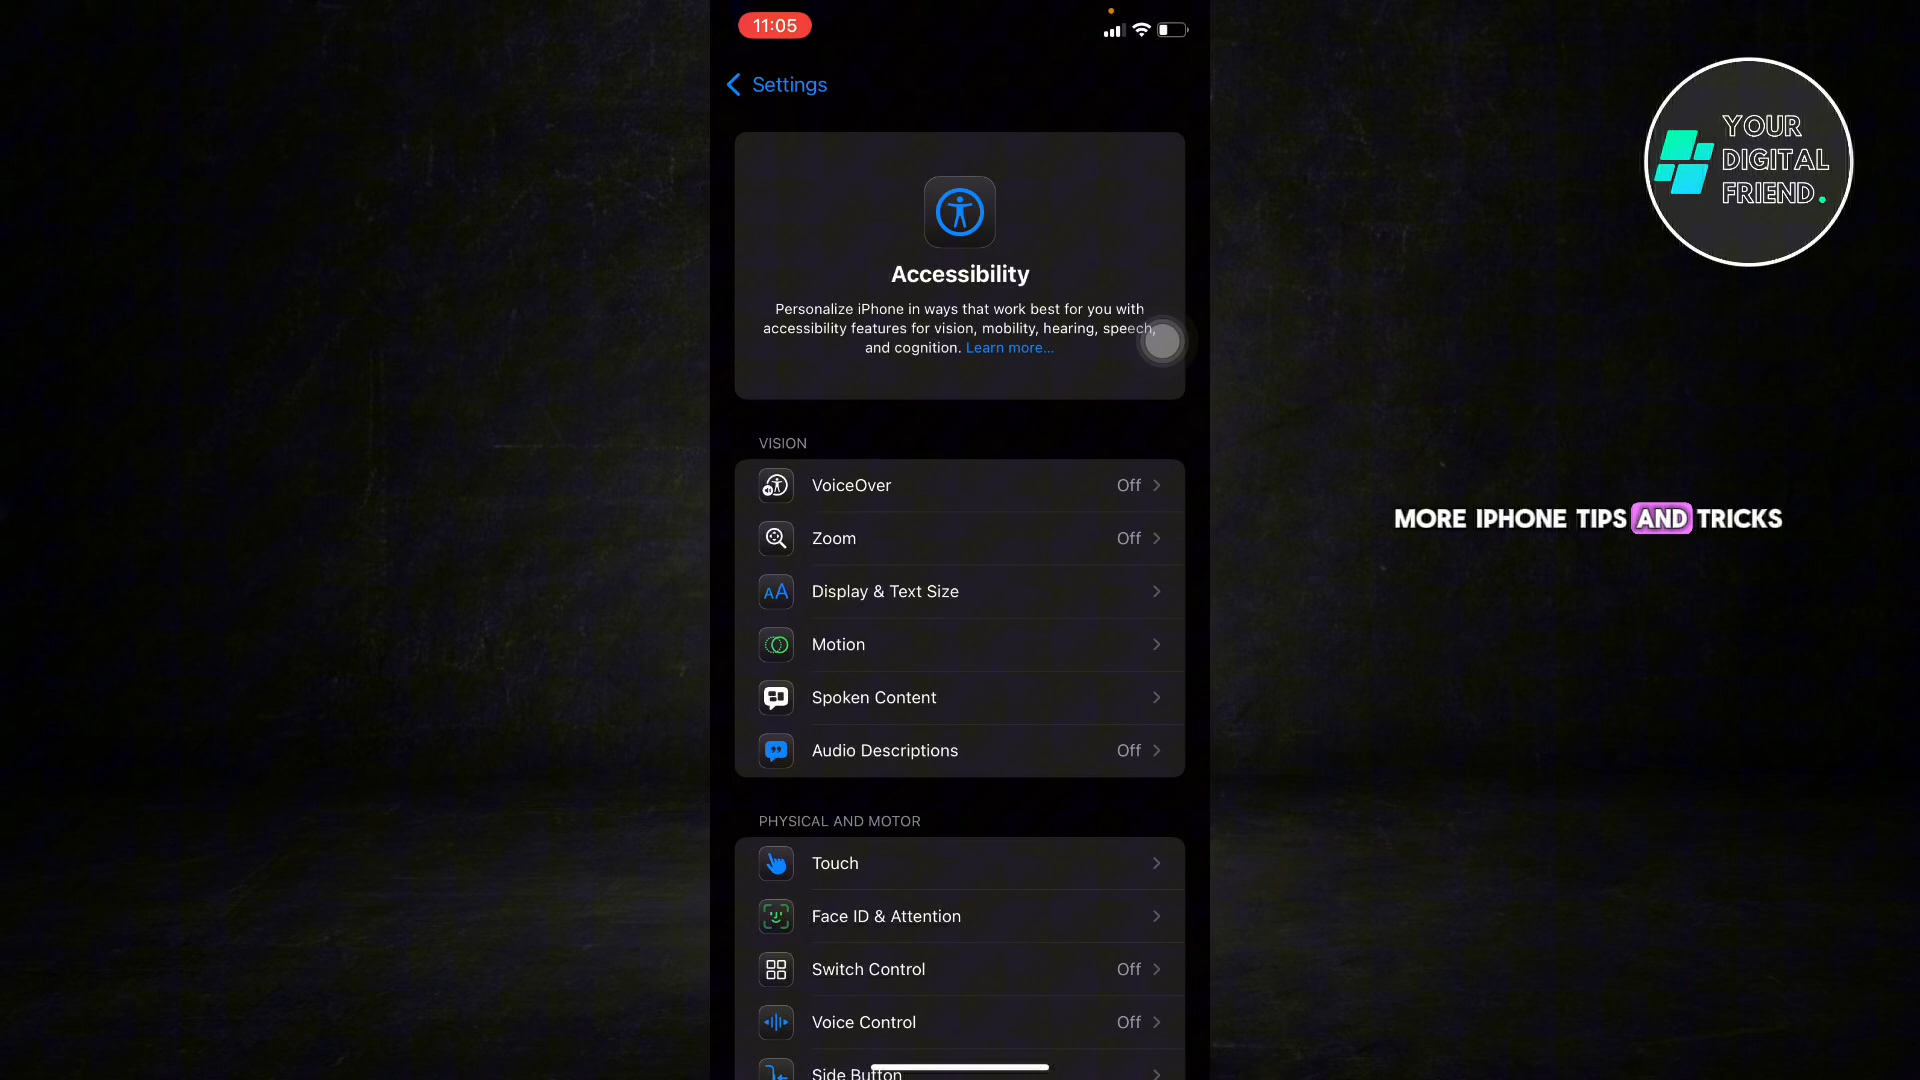 11:05
Settings
Accessibility
Personalize iPhone in ways that work best for you with
accessibility features for vision, mobility, hearing, speech,
and cognition. Learn more...
VISION
VoiceOver Off
Zoom Off
AA Display & Text Size
Motion
Spoken Content
Audio Descriptions Off
PHYSICAL AND MOTOR
Touch
Face ID & Attention
Switch Control Off
Voice Control Off
Side Button
YOUR
DIGITAL
FRIEND.
MORE IPHONE TIPS AND TRICKS